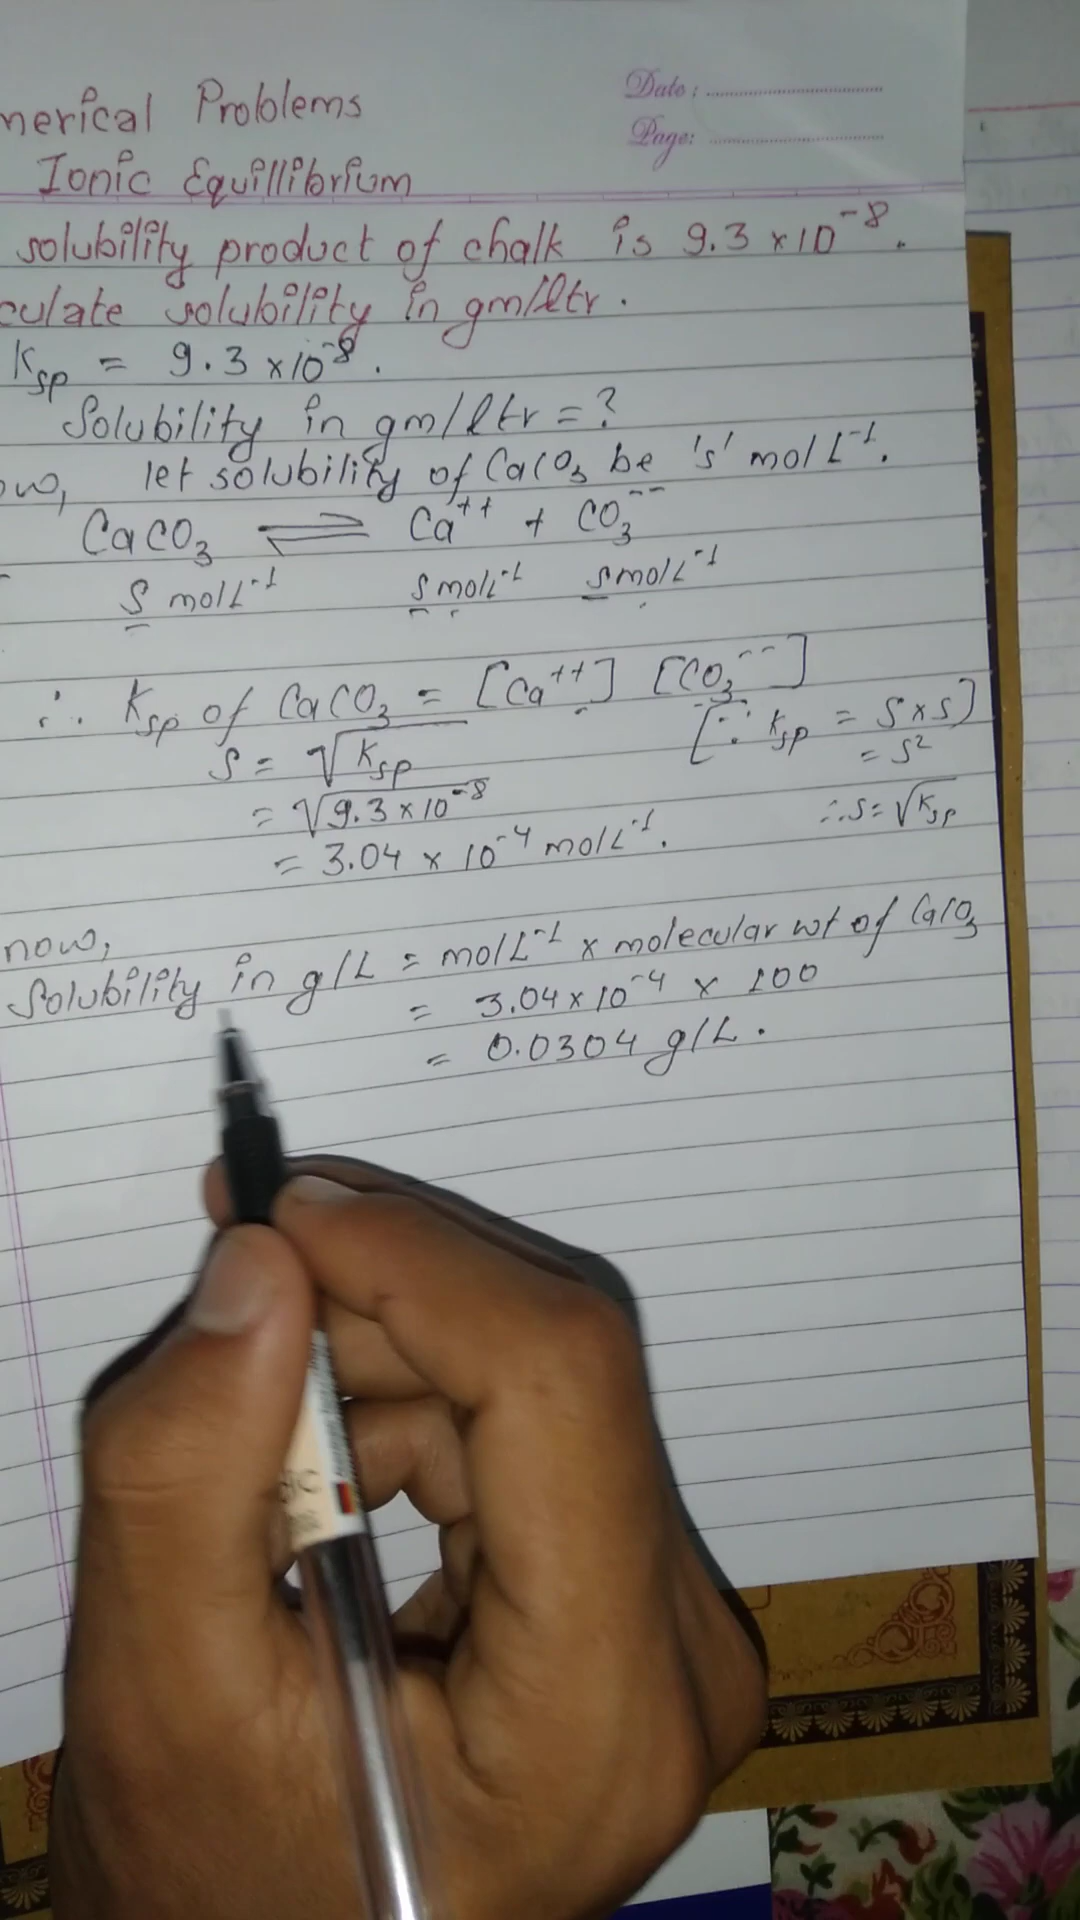 Date:
Page:
nerical Problems
Ionic Equillibrium
solubility product of chalk is 9.3 x 10⁻⁸.
culate solubility in gm/ltr.
Ksp = 9.3 x 10⁻⁸.
Solubility in gm/ltr = ?
ow, let solubility of CaCO₃ be 's' mol L⁻¹.
CaCO₃ ⇌ Ca⁺⁺ + CO₃⁻⁻
S mol L⁻¹ S mol L⁻¹ S mol L⁻¹
∴ Ksp of CaCO₃ = [Ca⁺⁺] [CO₃⁻⁻]
S = √Ksp [∵ Ksp = S x S]
= S²
= √9.3 x 10⁻⁸ ∴ S = √Ksp
= 3.04 x 10⁻⁴ mol L⁻¹.
now,
Solubility in g/L = mol L⁻¹ x molecular wt of CaCO₃
= 3.04 x 10⁻⁴ x 100
= 0.0304 g/L.